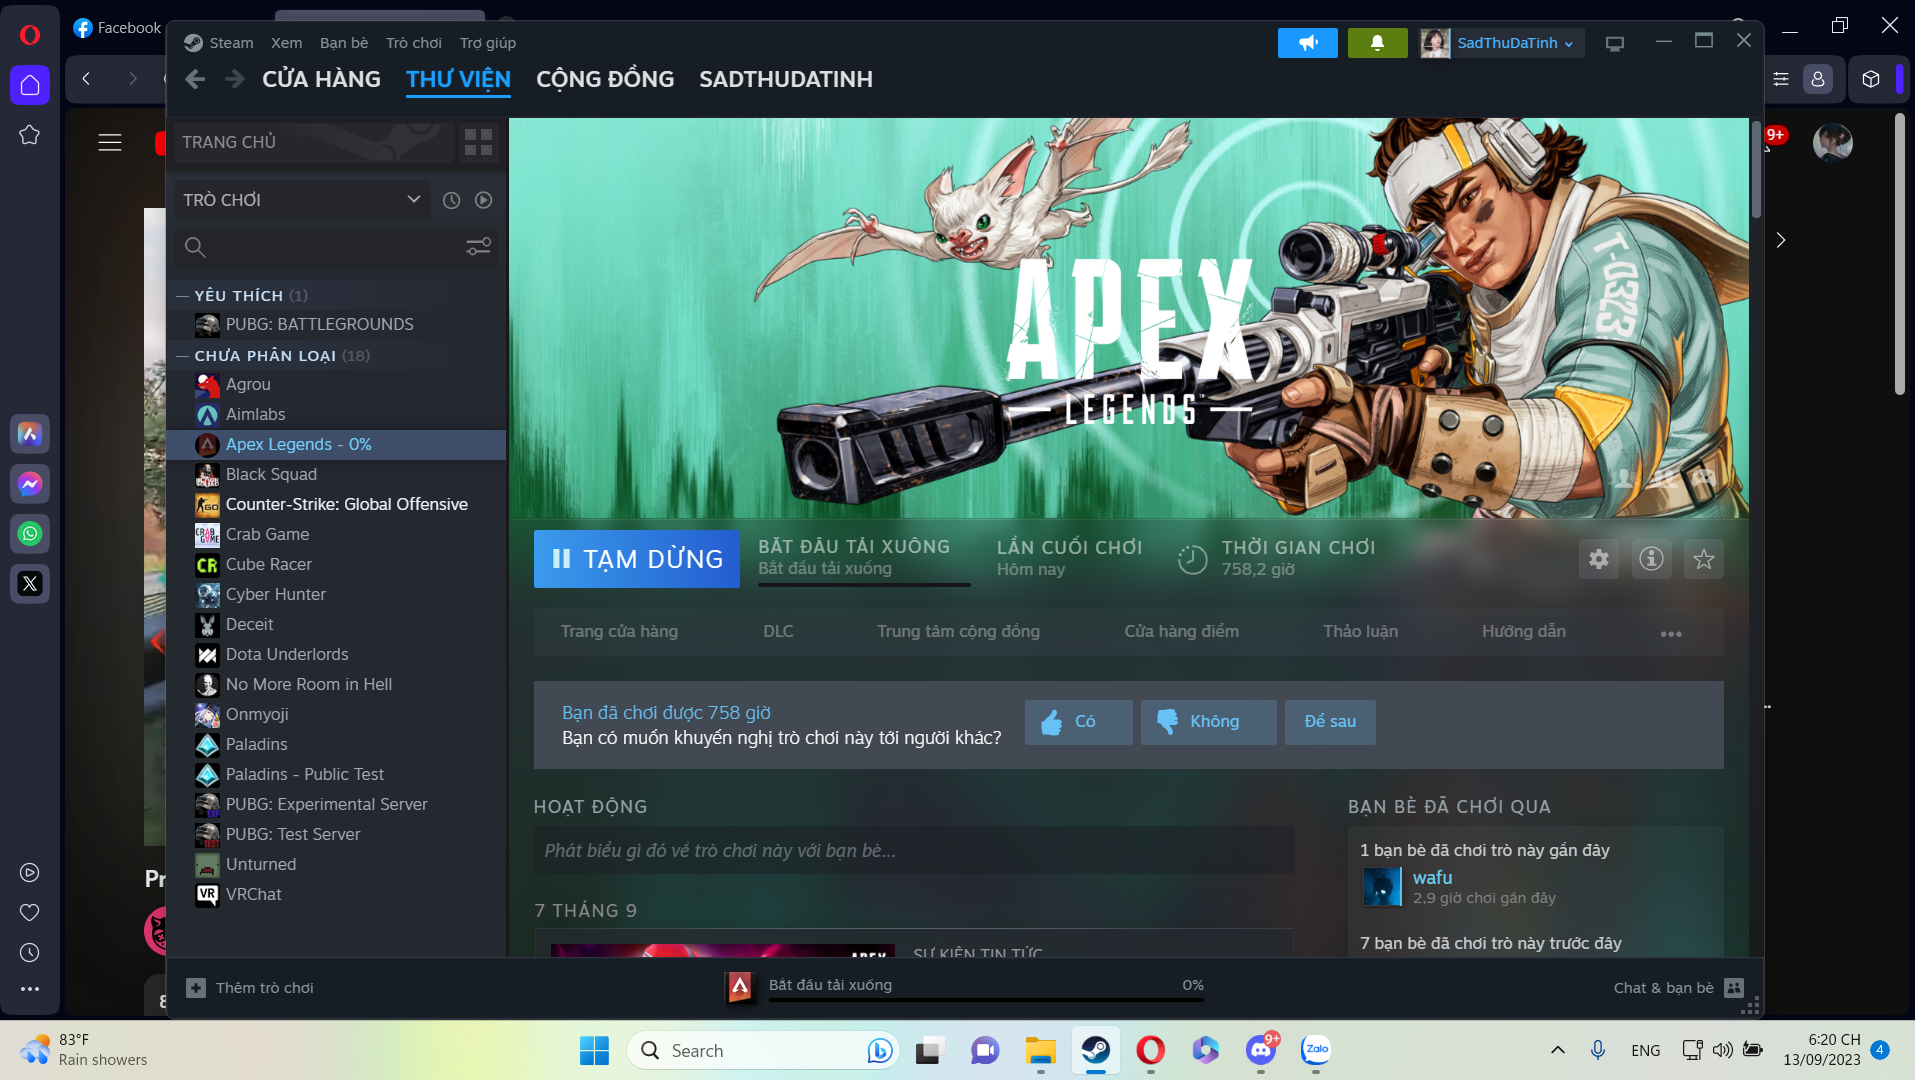 Facebook
Steam Xem Bạn bè Trò chơi Trợ giúp
SadThuDaTinh
CỬA HÀNG THƯ VIỆN CỘNG ĐỒNG SADTHUDATINH
TRANG CHỦ
9+
TRÒ CHƠI
YÊU THÍCH (1)
PUBG: BATTLEGROUNDS
CHƯA PHÂN LOẠI (18)
Agrou
Aimlabs
Apex Legends - 0%
Black Squad
Counter-Strike: Global Offensive
Crab Game
Cube Racer
Cyber Hunter
Deceit
Dota Underlords
No More Room in Hell
Onmyoji
Paladins
Paladins - Public Test
PUBG: Experimental Server
PUBG: Test Server
Unturned
VRChat
T-0323
APEX
LEGENDS
TẠM DỪNG
BẮT ĐẦU TẢI XUỐNG
Bắt đầu tải xuống
LẦN CUỐI CHƠI
Hôm nay
THỜI GIAN CHƠI
758,2 giờ
Trang cửa hàng DLC Trung tâm cộng đồng Cửa hàng điểm Thảo luận Hướng dẫn
Bạn đã chơi được 758 giờ
Bạn có muốn khuyến nghị trò chơi này tới người khác?
Có Không Để sau
HOẠT ĐỘNG
Phát biểu gì đó về trò chơi này với bạn bè...
7 THÁNG 9
SỰ KIỆN TIN TỨC
BẠN BÈ ĐÃ CHƠI QUA
1 bạn bè đã chơi trò này gần đây
wafu
2,9 giờ chơi gần đây
7 bạn bè đã chơi trò này trước đây
Pr
Thêm trò chơi
Bắt đầu tải xuống 0%
Chat & bạn bè
83°F
Rain showers
Search
9+
Zalo
ENG
6:20 CH
13/09/2023
4